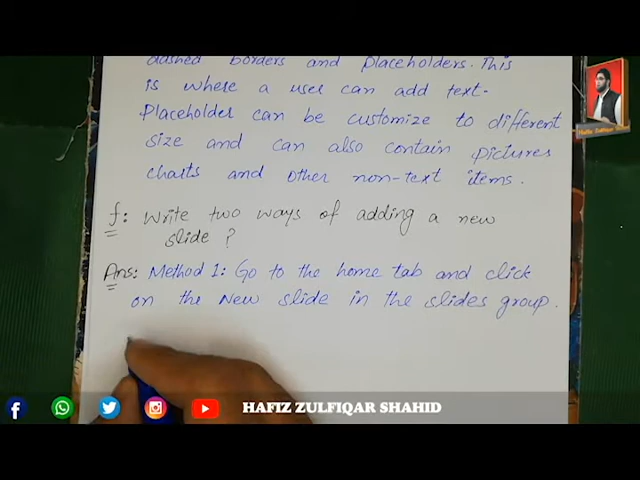 dashed borders and placeholders. This
is where a user can add text.
Placeholder can be customize to different
size and can also contain pictures
charts and other non-text items.
f: Write two ways of adding a new
slide ?
Ans: Method 1: Go to the home tab and click
on the New slide in the slides group.
HAFIZ ZULFIQAR SHAHID